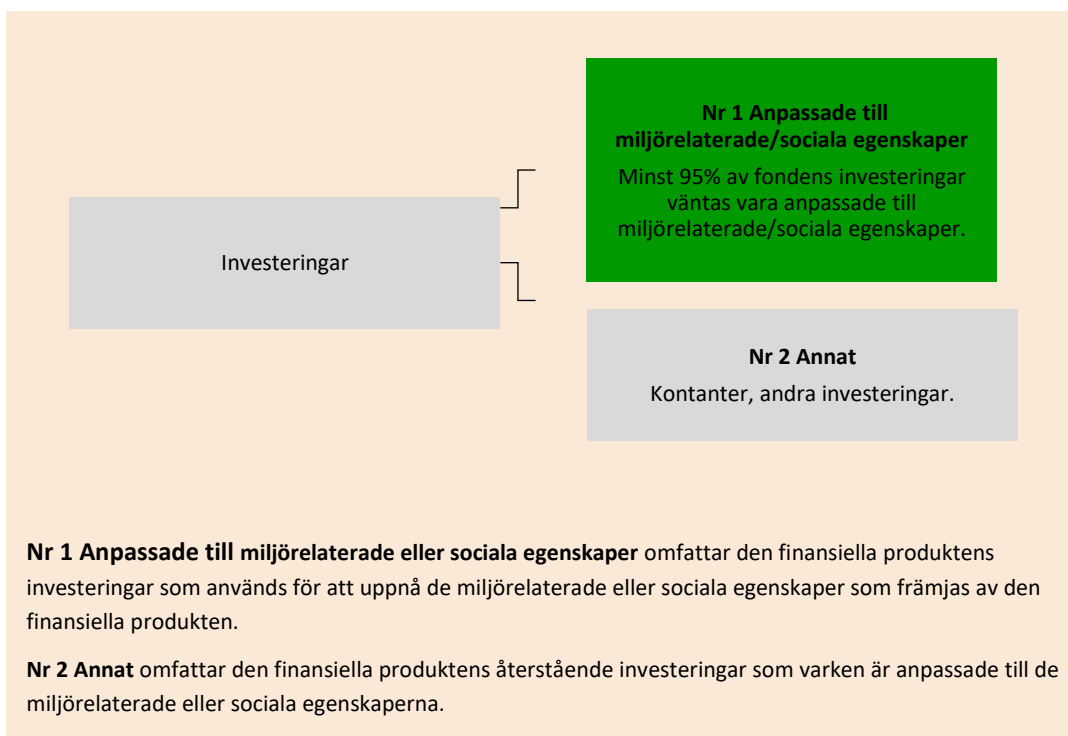 Nr 1 Anpassade till
miljörelaterade/sociala egenskaper
Minst 95% av fondens investeringar
väntas vara anpassade till
miljörelaterade/sociala egenskaper.
Investeringar
Nr 2 Annat
Kontanter, andra investeringar.
Nr 1 Anpassade till miljörelaterade eller sociala egenskaper omfattar den finansiella produktens
investeringar som används för att uppnå de miljörelaterade eller sociala egenskaper som främjas av den
finansiella produkten.
Nr 2 Annat omfattar den finansiella produktens återstående investeringar som varken är anpassade till de
miljörelaterade eller sociala egenskaperna.